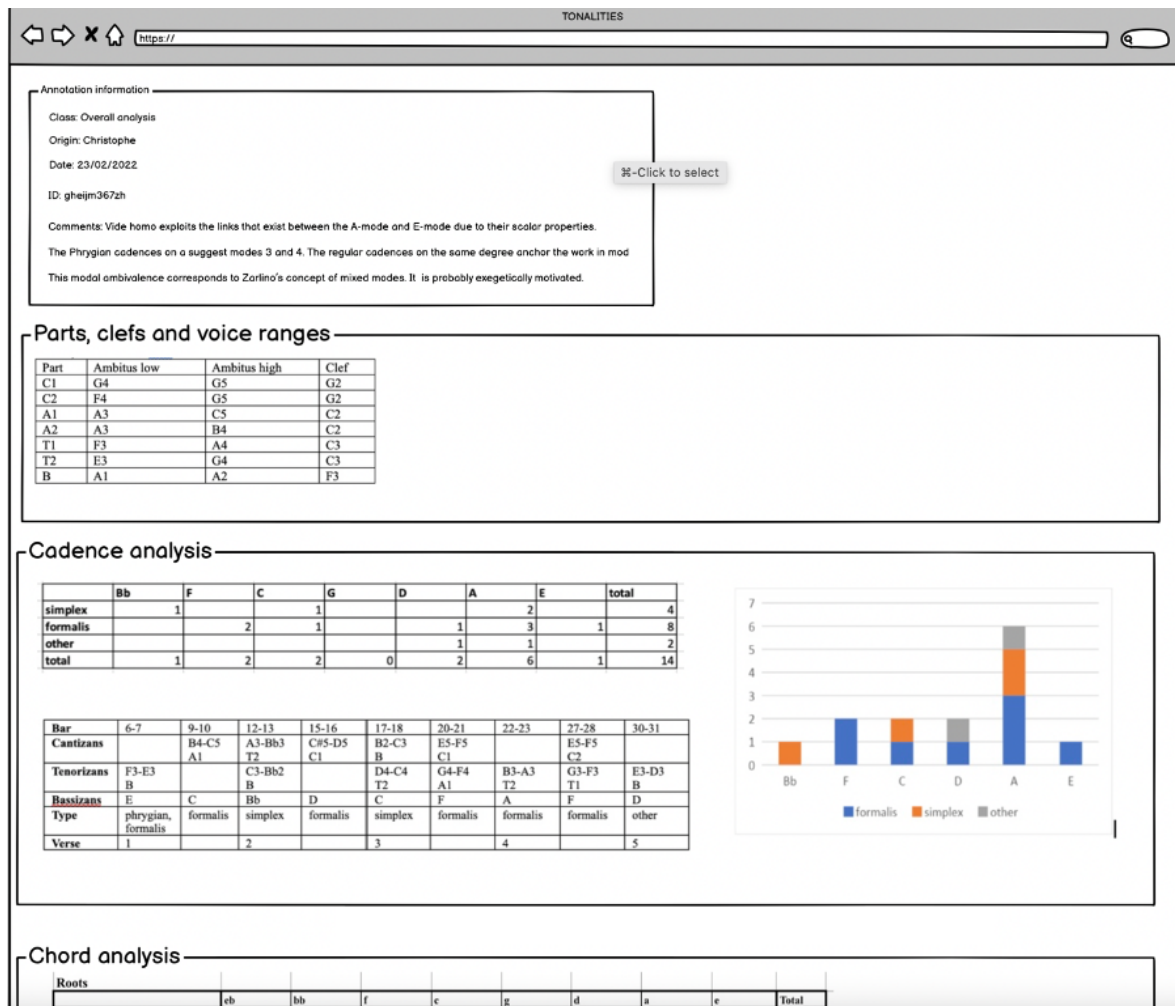 TONALITIES
https://
Annotation information
Class: Overall analysis
Origin: Christophe
Date: 23/02/2022
⌘-Click to select
ID: gheijm367zh
Comments: Vide homo exploits the links that exist between the A-mode and E-mode due to their scalar properties.
The Phrygian cadences on a suggest modes 3 and 4. The regular cadences on the same degree anchor the work in mod
This modal ambivalence corresponds to Zarlino's concept of mixed modes. It is probably exegetically motivated.
Parts, clefs and voice ranges
Part Ambitus low Ambitus high Clef
C1 G4 G5 G2
C2 F4 G5 G2
A1 A3 C5 C2
A2 A3 B4 C2
T1 F3 A4 C3
T2 E3 G4 C3
B A1 A2 F3
Cadence analysis
Bb F C G D A E total
simplex 1 1 2 4
formalis 2 1 1 3 1 8
other 1 1 2
total 1 2 2 0 2 6 1 14
7
6
5
4
3
2
1
0
Bb F C D A E
formalis simplex other
Bar 6-7 9-10 12-13 15-16 17-18 20-21 22-23 27-28 30-31
Cantizans B4-C5 A3-Bb3 C#5-D5 B2-C3 E5-F5 E5-F5
A1 T2 C1 B C1 C2
Tenorizans F3-E3 C3-Bb2 D4-C4 G4-F4 B3-A3 G3-F3 E3-D3
B B T2 A1 T2 T1 B
Bassizans E C Bb D C F A F D
Type phrygian, formalis simplex formalis simplex formalis formalis formalis other
formalis
Verse 1 2 3 4 5
Chord analysis
Roots
eb bb f c g d a e Total